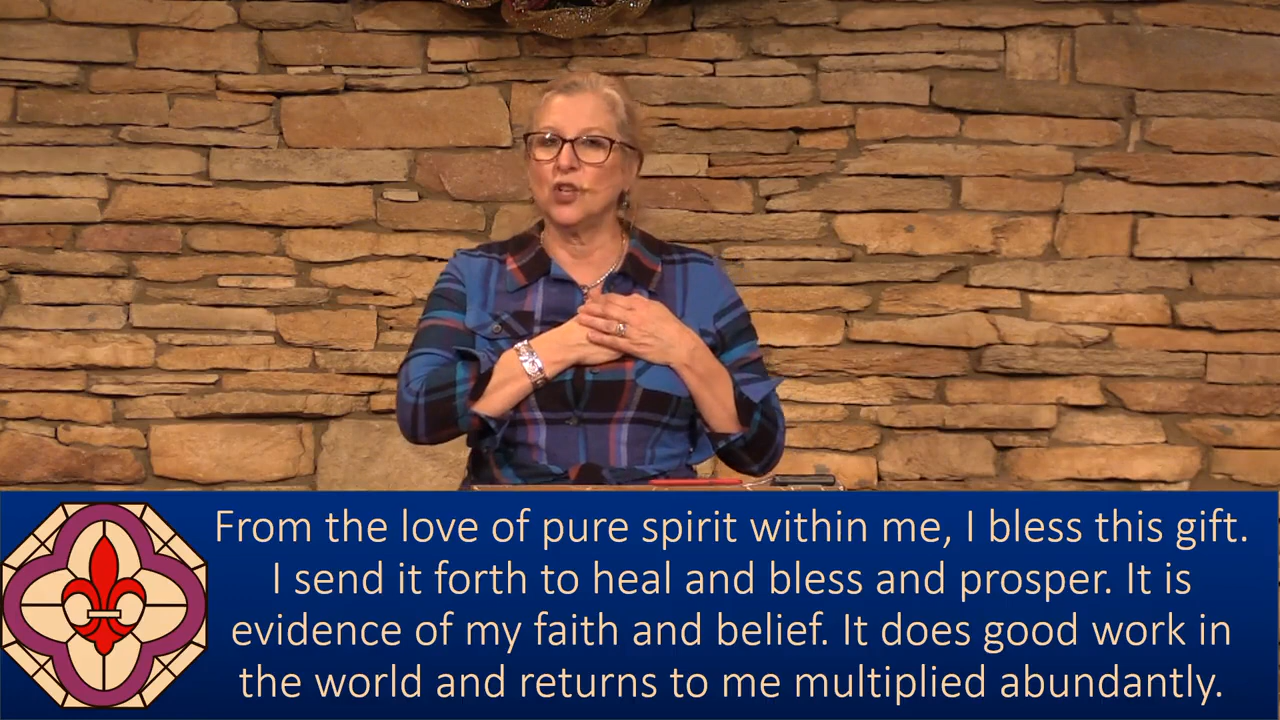 From the love of pure spirit within me, I bless this gift.
I send it forth to heal and bless and prosper. It is
evidence of my faith and belief. It does good work in
the world and returns to me multiplied abundantly.